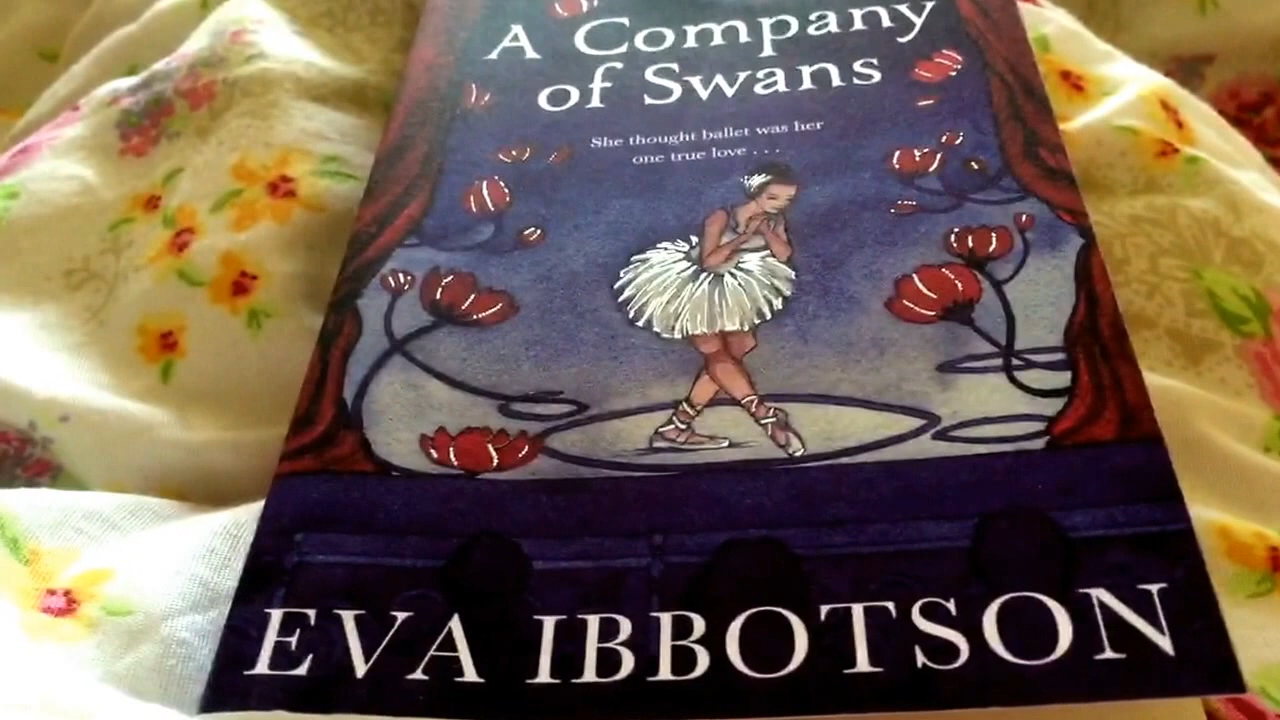 A Company
of Swans
She thought ballet was her
one true love . . .
EVA IBBOTSON